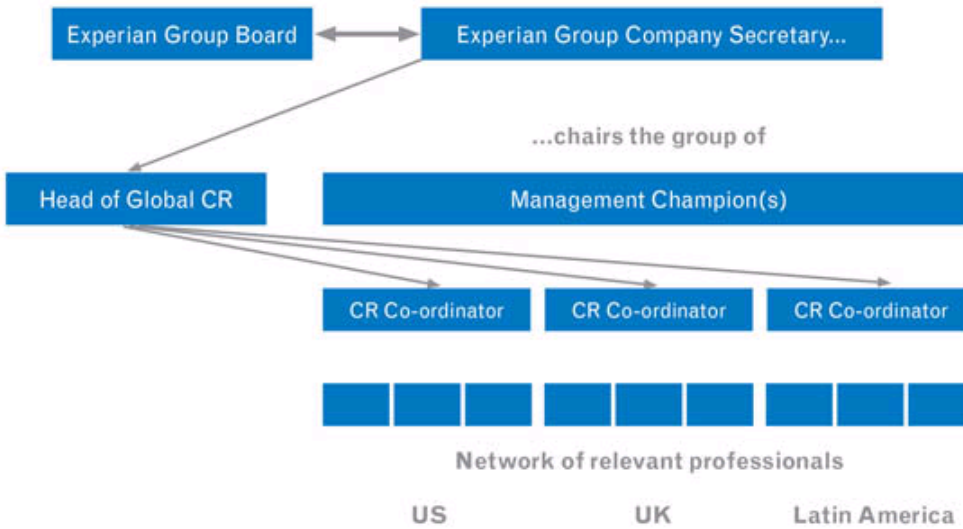 Experian Group Board
Experian Group Company Secretary...
...chairs the group of
Head of Global CR
Management Champion(s)
CR Co-ordinator
CR Co-ordinator
CR Co-ordinator
Network of relevant professionals
US
UK
Latin America